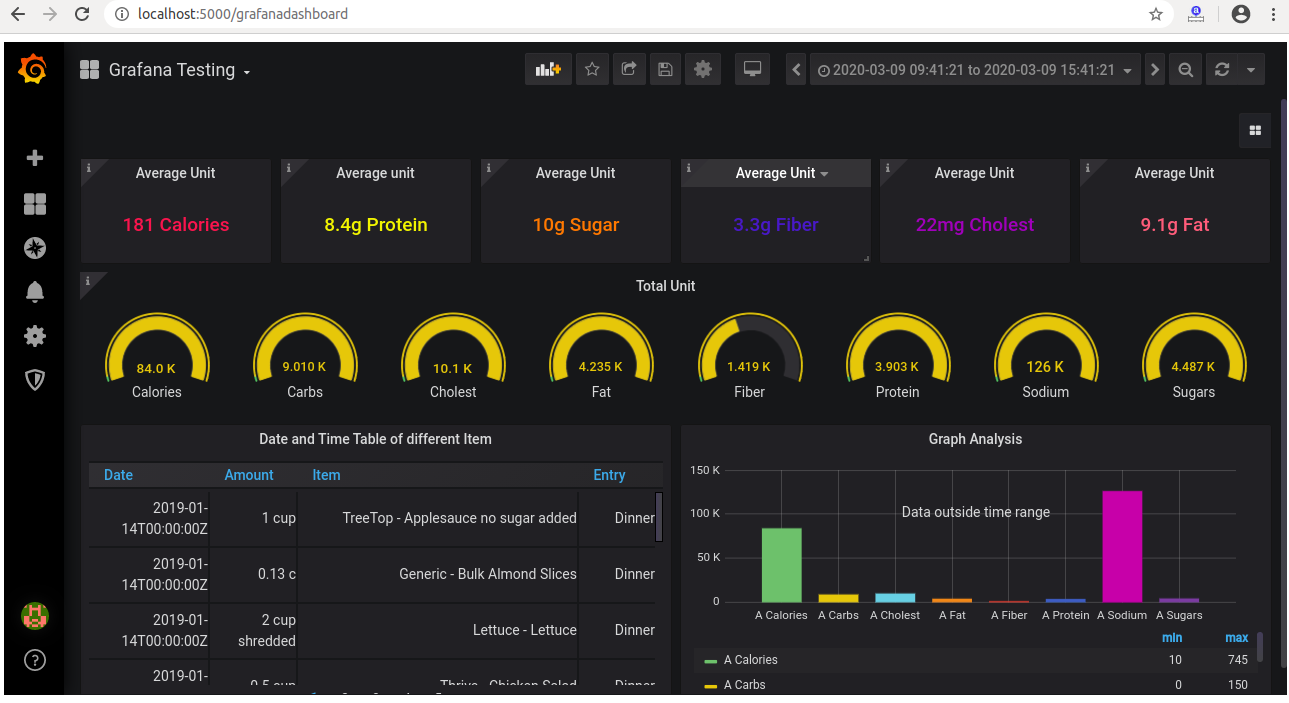 localhost:5000/grafanadashboard
Grafana Testing
2020-03-09 09:41:21 to 2020-03-09 15:41:21
Average Unit
Average unit
Average Unit
Average Unit
Average Unit
Average Unit
181 Calories
8.4g Protein
10g Sugar
3.3g Fiber
22mg Cholest
9.1g Fat
Total Unit
84.0 K
9.010 K
10.1 K
4.235 K
1.419 K
3.903 K
126 K
4.487 K
Calories
Carbs
Cholest
Fat
Fiber
Protein
Sodium
Sugars
Date and Time Table of different Item
Date Amount Item Entry
2019-01-
14T00:00:00Z
1 cup
TreeTop - Applesauce no sugar added
Dinner
2019-01-
14T00:00:00Z
0.13 c
Generic - Bulk Almond Slices
Dinner
2019-01-
14T00:00:00Z
2 cup
shredded
Lettuce - Lettuce
Dinner
2019-01-
0.5 cup
Thrive - Chicken Salad
Dinner
Graph Analysis
150 K
100 K
50 K
0
Data outside time range
A Calories
A Carbs
A Cholest
A Fat
A Fiber
A Protein
A Sodium
A Sugars
min max
A Calories 10 745
A Carbs 0 150